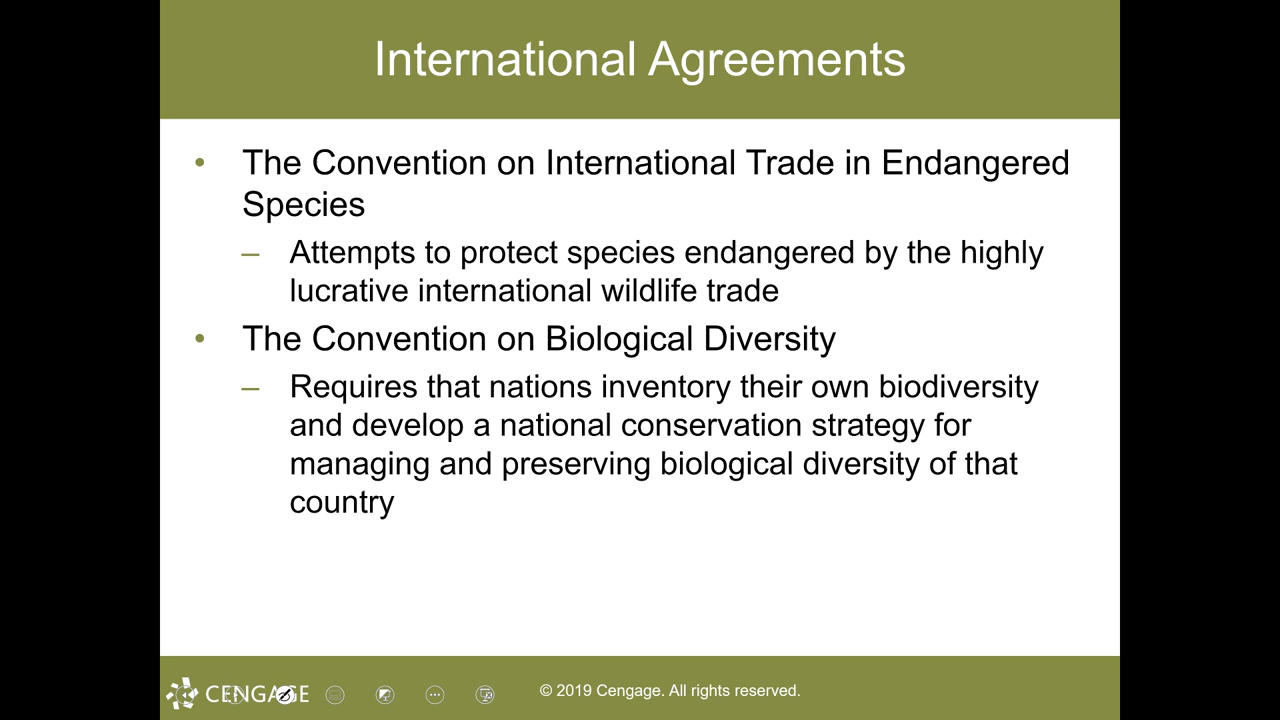 International Agreements
• The Convention on International Trade in Endangered
Species
– Attempts to protect species endangered by the highly
lucrative international wildlife trade
• The Convention on Biological Diversity
– Requires that nations inventory their own biodiversity
and develop a national conservation strategy for
managing and preserving biological diversity of that
country
CENGAGE
© 2019 Cengage. All rights reserved.